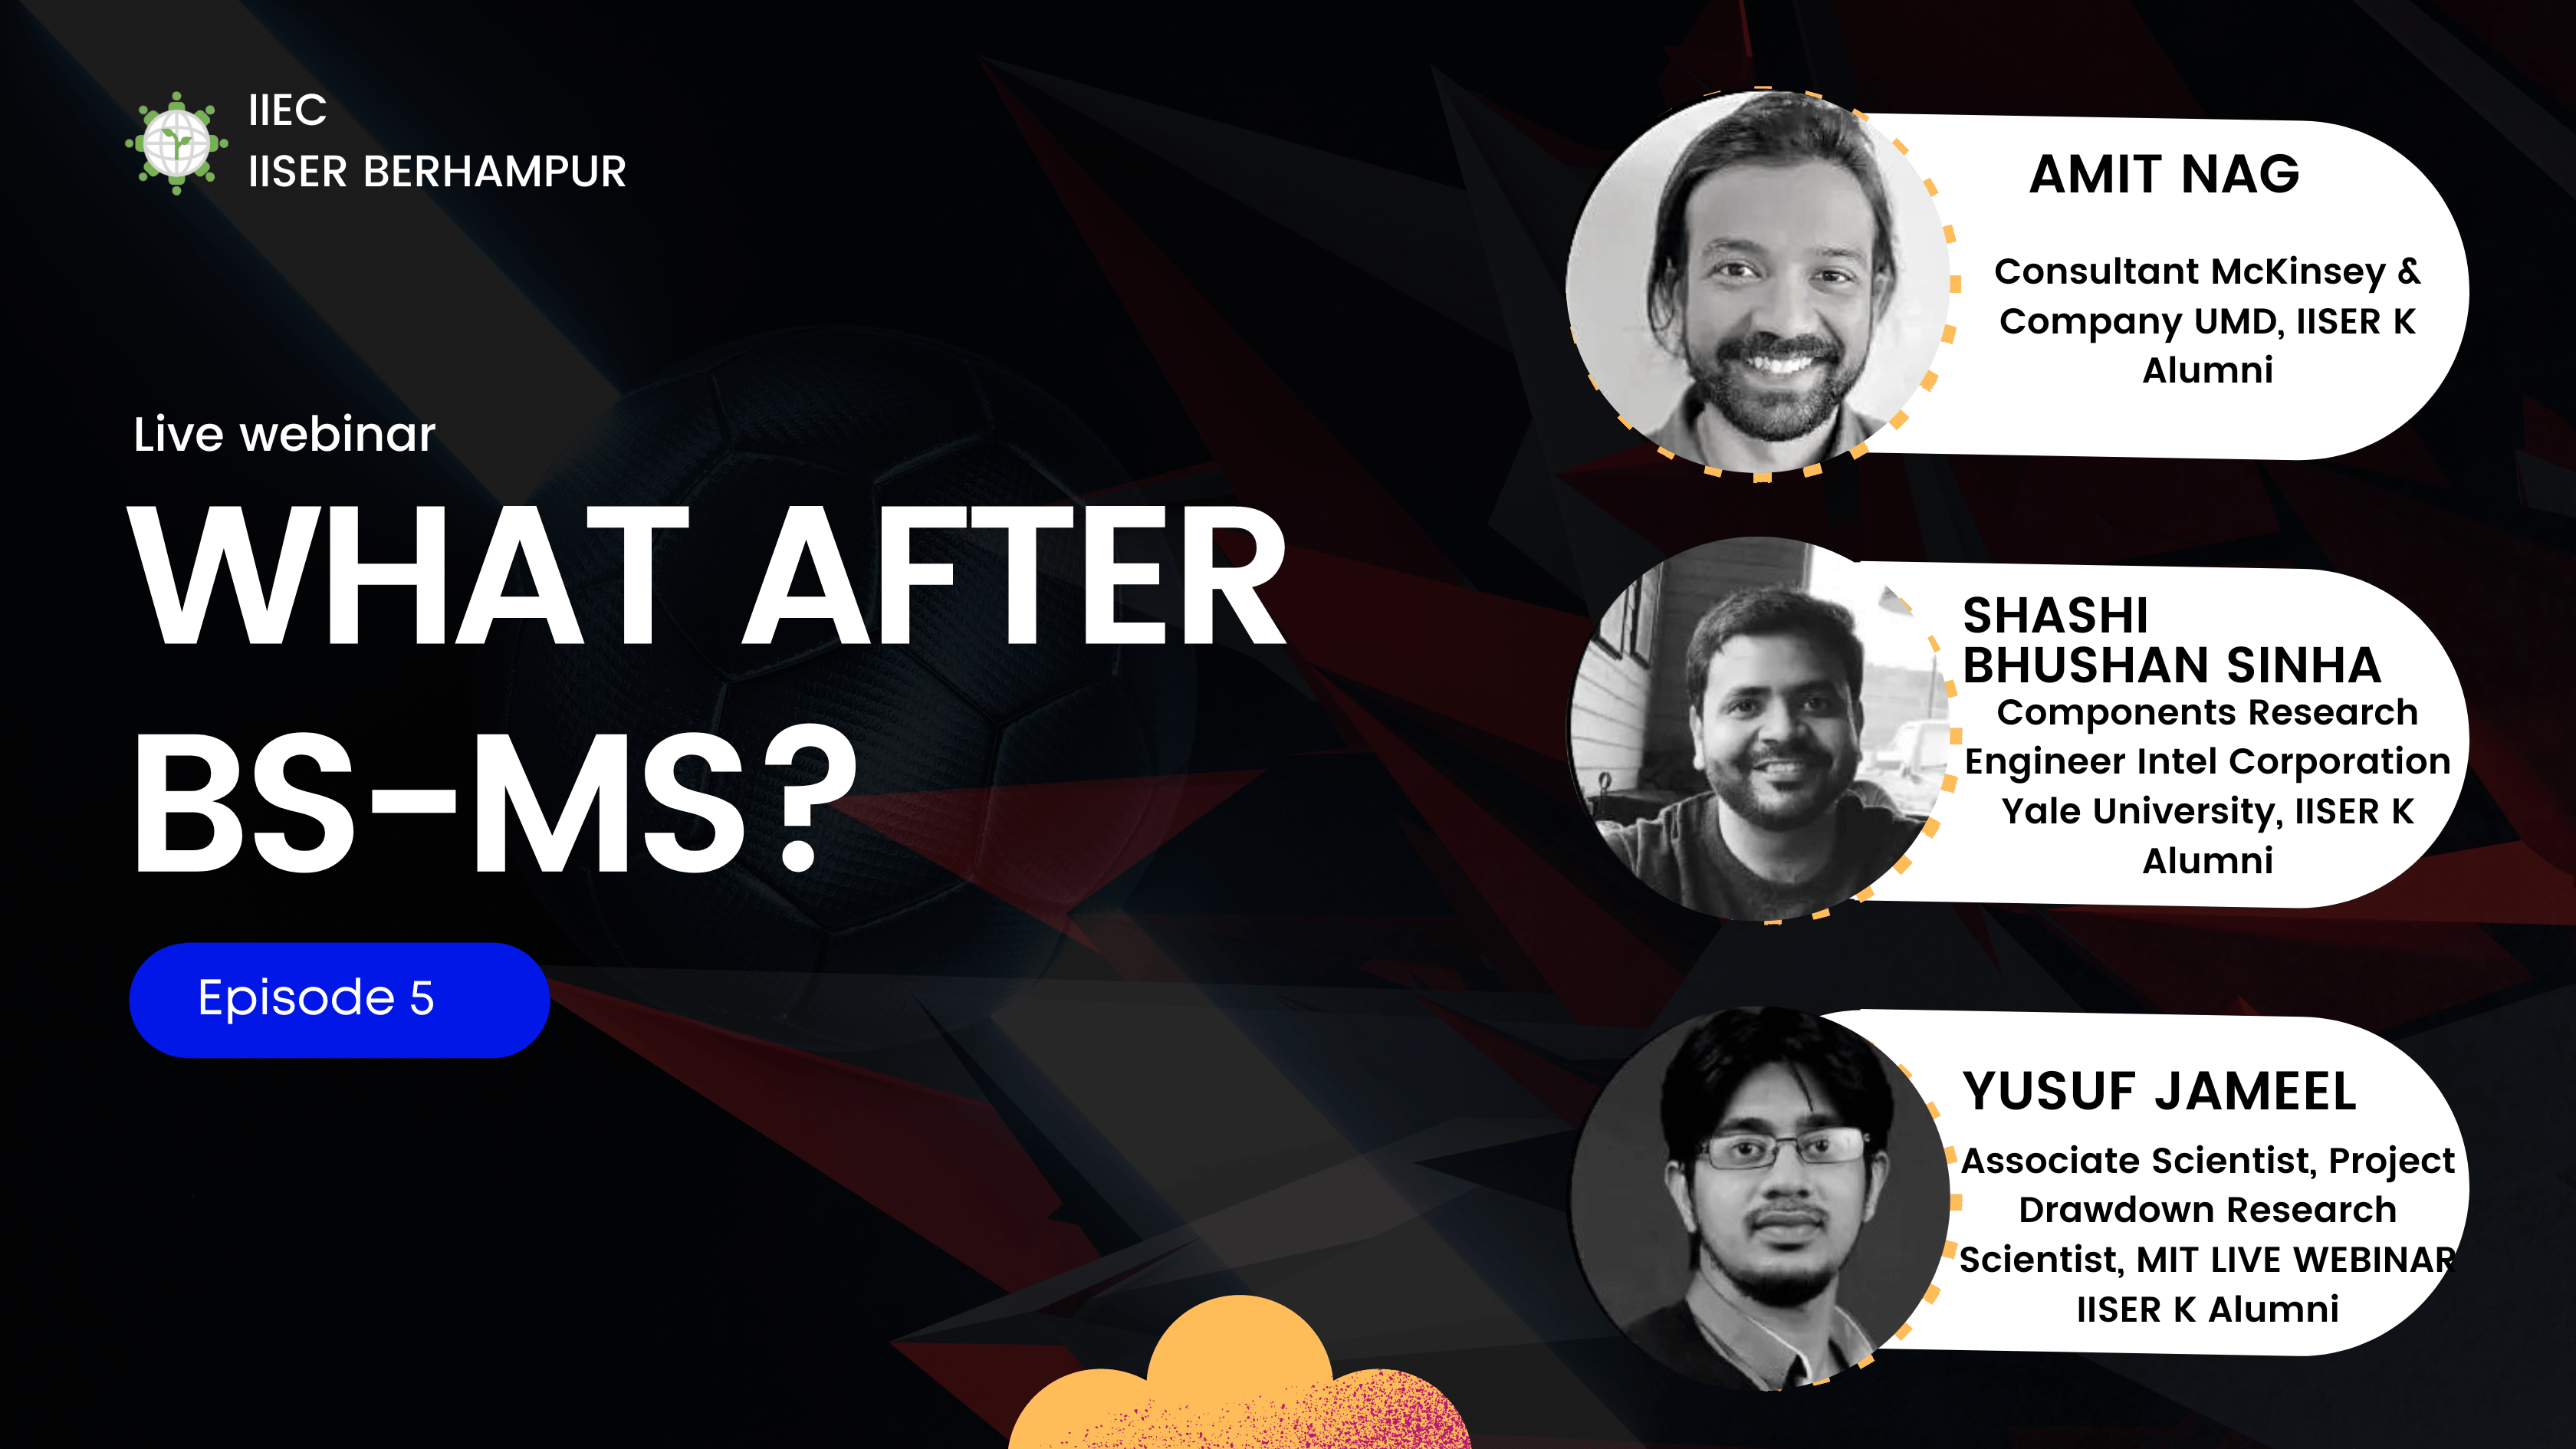 IIEC
IISER BERHAMPUR
Live webinar
WHAT AFTER
BS-MS?
Episode 5
AMIT NAG
Consultant McKinsey &
Company UMD, IISER K
Alumni
SHASHI
BHUSHAN SINHA
Components Research
Engineer Intel Corporation
Yale University, IISER K
Alumni
YUSUF JAMEEL
Associate Scientist, Project
Drawdown Research
Scientist, MIT LIVE WEBINAR
IISER K Alumni